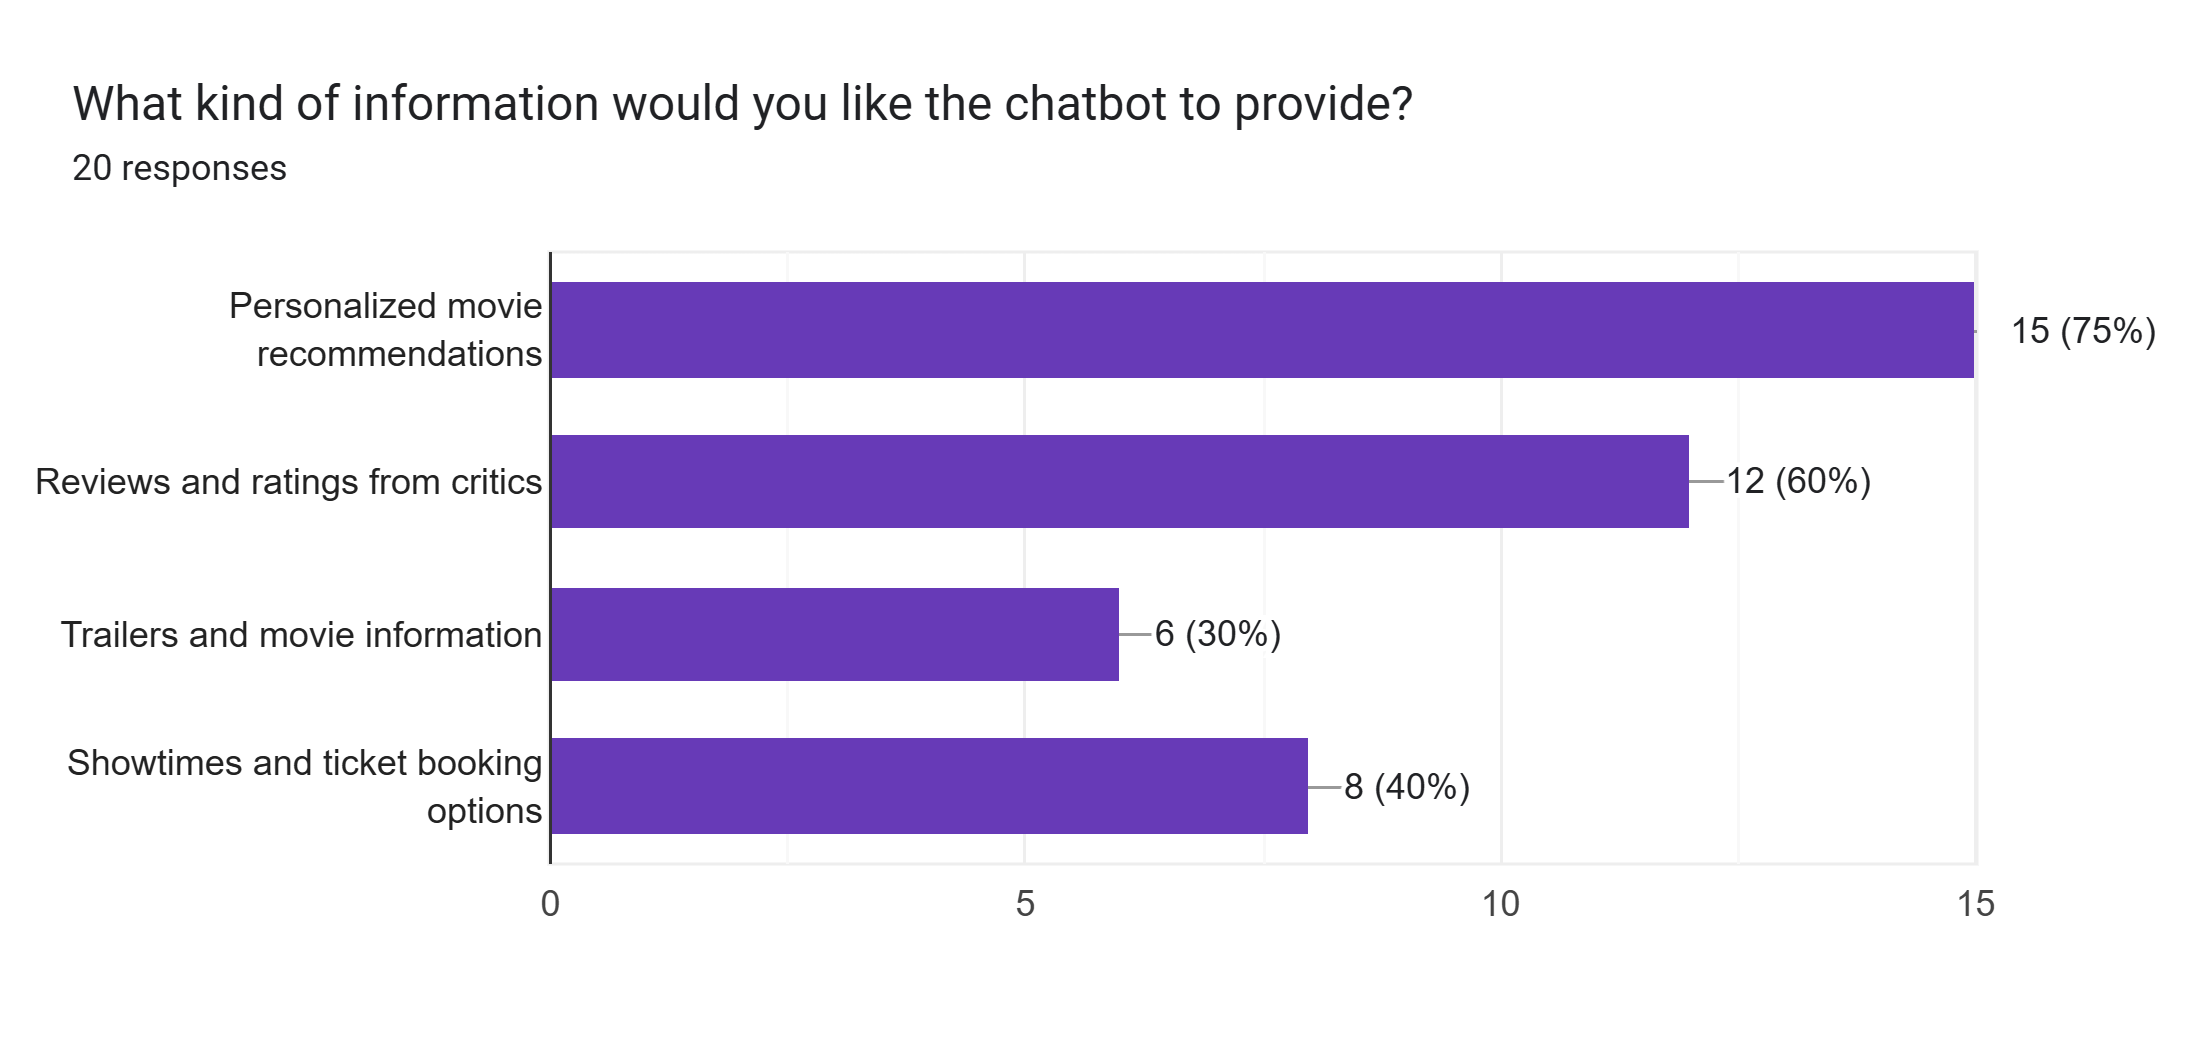 What kind of information would you like the chatbot to provide?
20 responses
Personalized movie
recommendations
15 (75%)
Reviews and ratings from critics
12 (60%)
Trailers and movie information
6 (30%)
Showtimes and ticket booking
options
8 (40%)
0 5 10 15